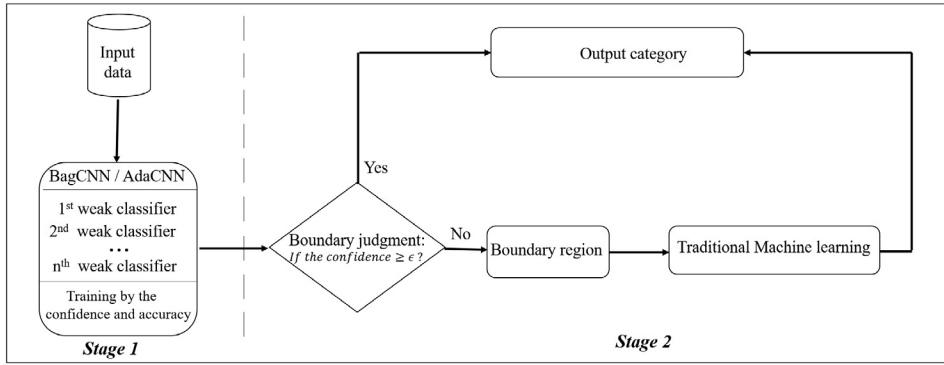 Input
data
BagCNN / AdaCNN
1st weak classifier
2nd weak classifier
...
nth weak classifier
Training by the
confidence and accuracy
Stage 1
Output category
Yes
Boundary judgment:
If the confidence ≥ ϵ ?
No
Boundary region
Traditional Machine learning
Stage 2